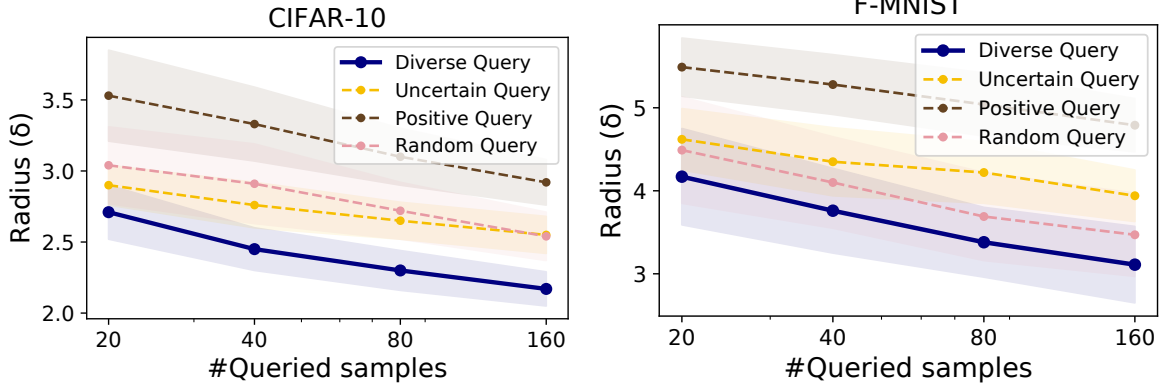 CIFAR-10
Radius (δ)
3.5
3.0
2.5
2.0
Diverse Query
Uncertain Query
Positive Query
Random Query
20
40
80
160
#Queried samples
F-MNIST
Radius (δ)
5
4
3
Diverse Query
Uncertain Query
Positive Query
Random Query
20
40
80
160
#Queried samples